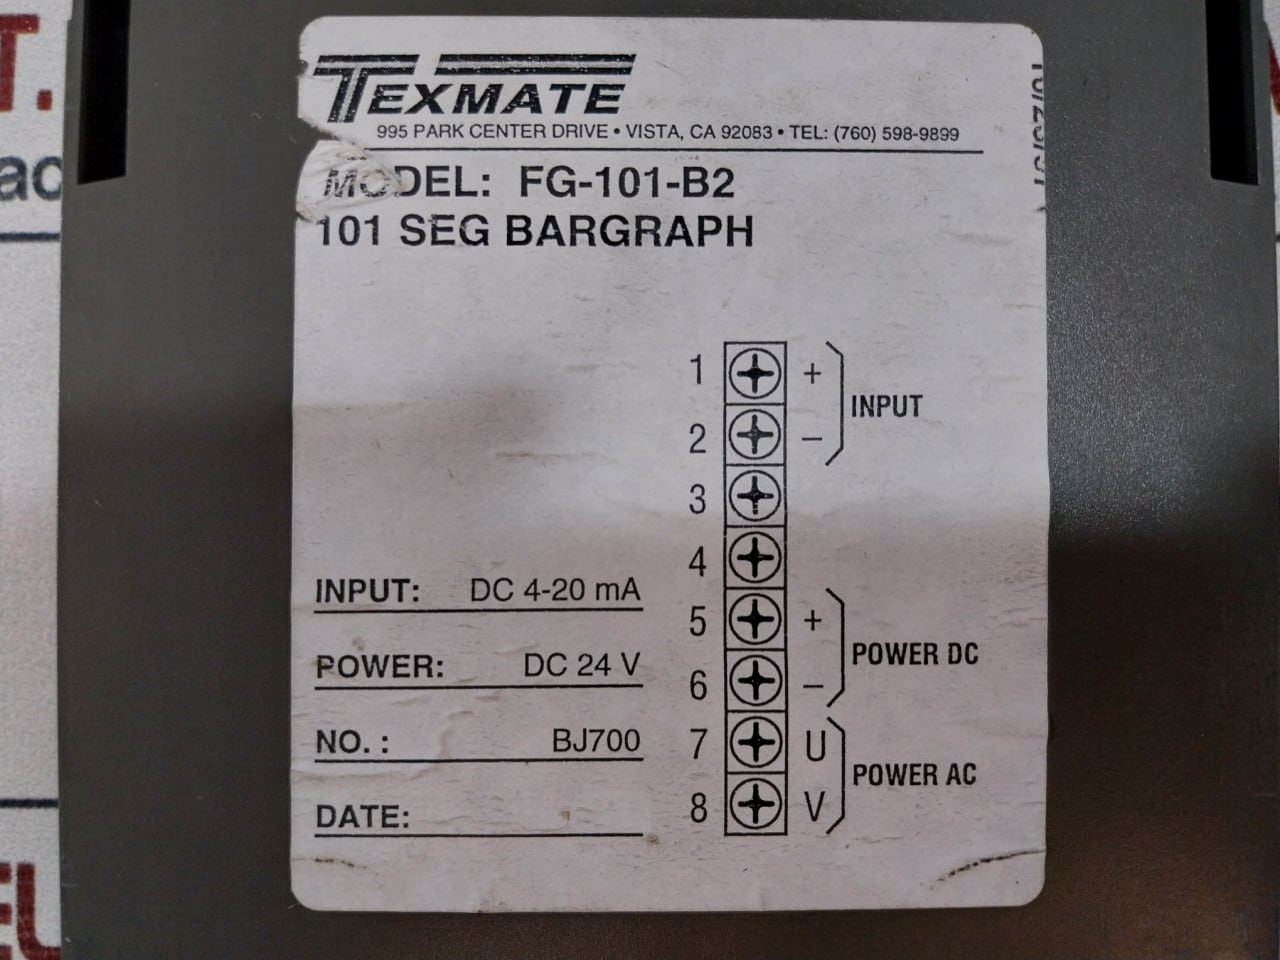 TEXMATE
995 PARK CENTER DRIVE • VISTA, CA 92083 • TEL: (760) 598-9899
MODEL: FG-101-B2
101 SEG BARGRAPH
1 +
2 –
INPUT
3
4
5 +
6 –
POWER DC
7 U
8 V
POWER AC
INPUT: DC 4-20 mA
POWER: DC 24 V
NO. : BJ700
DATE:
T.
ac